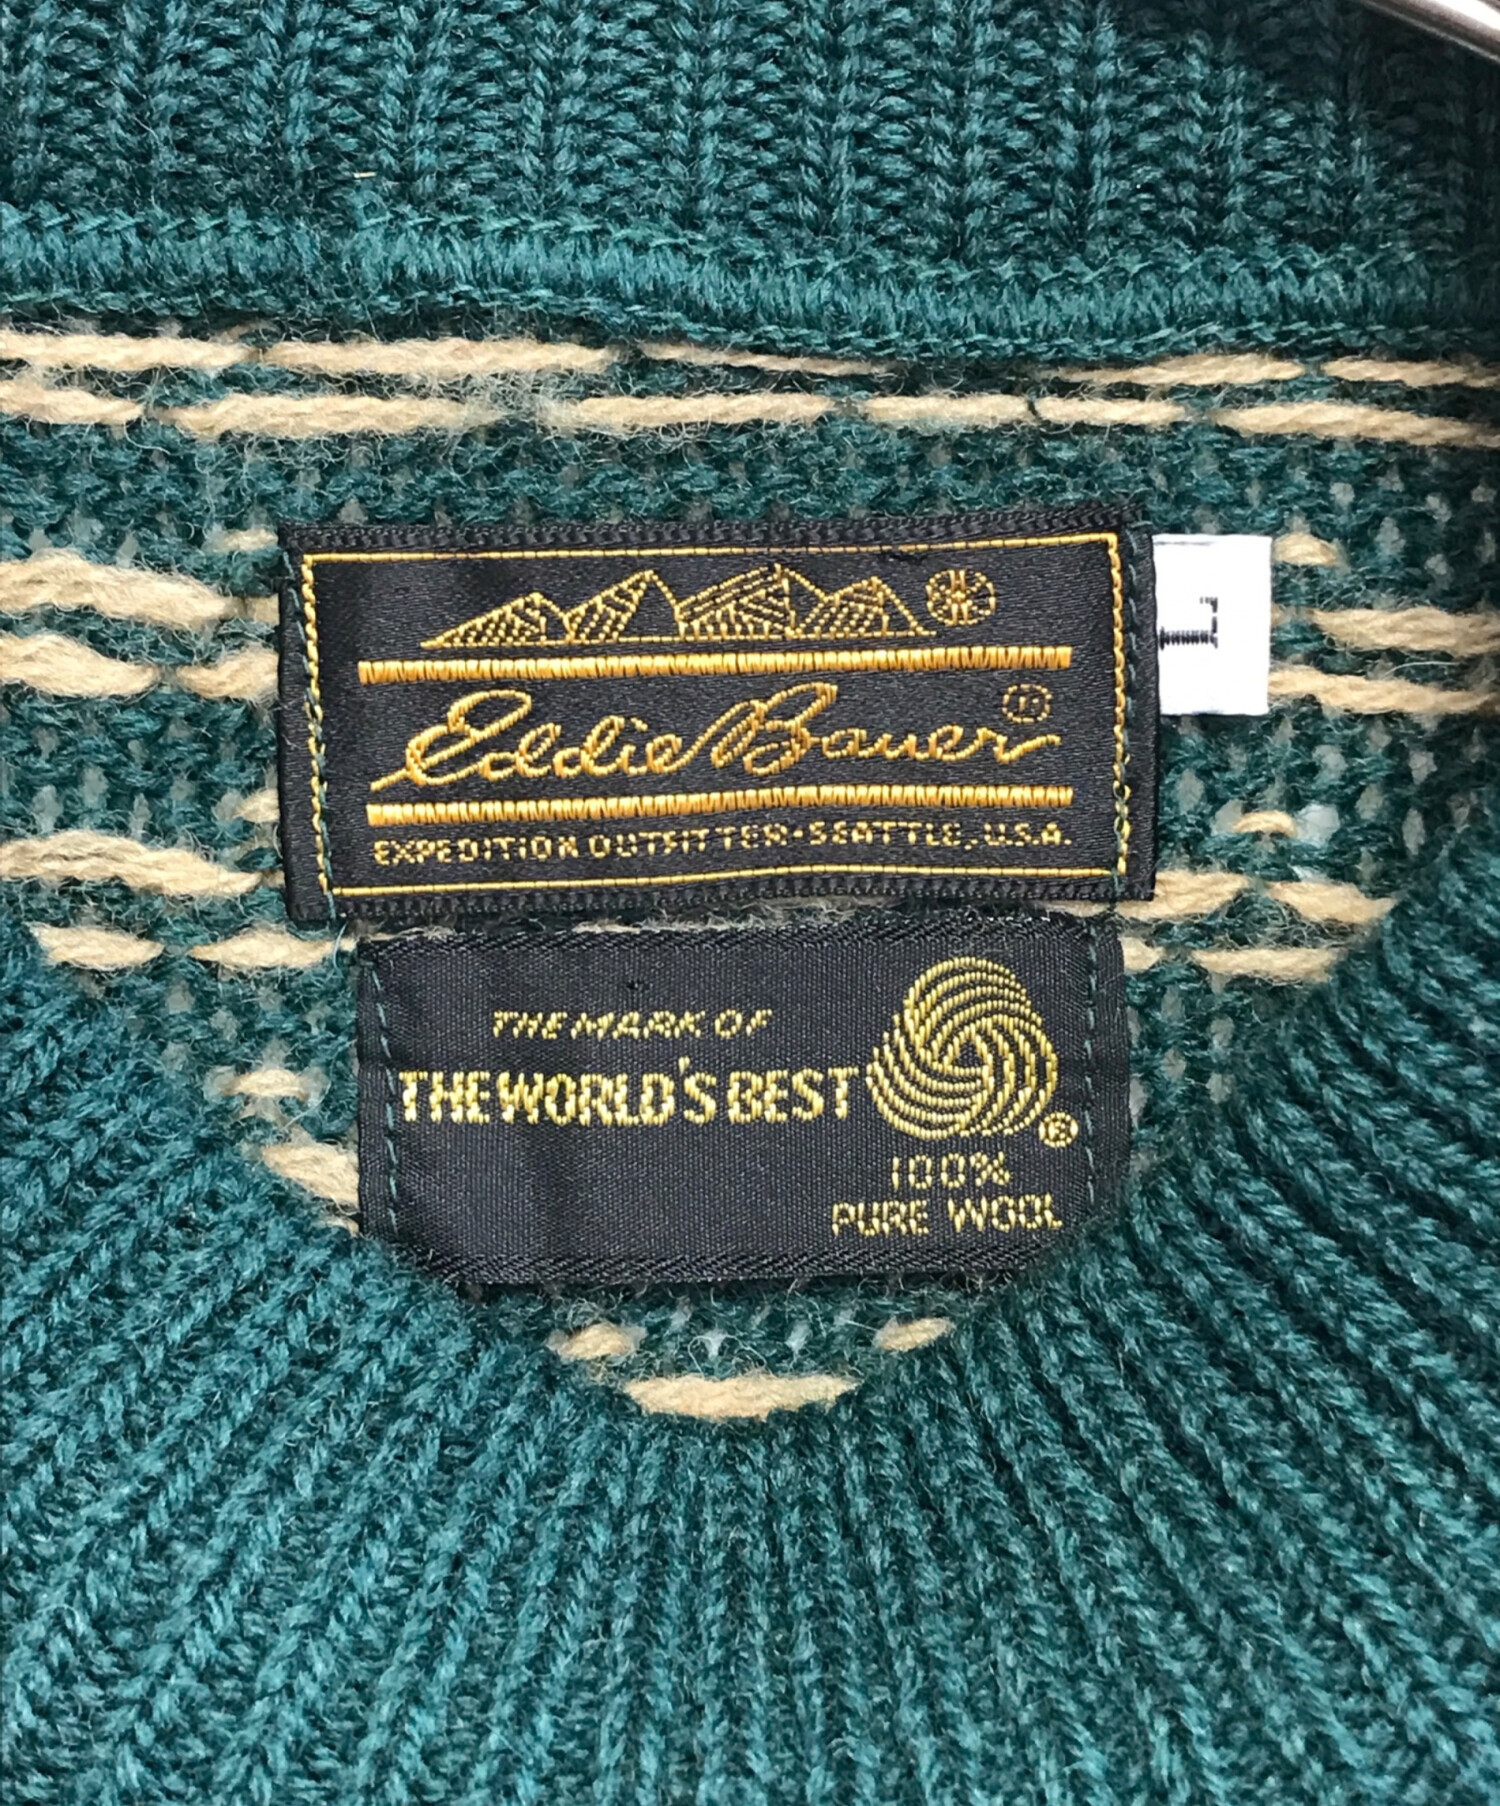 Eddie Bauer ®
EXPEDITION OUTFITTER·SEATTLE, U.S.A.
L
THE MARK OF
THE WORLD'S BEST
®
100%
PURE WOOL